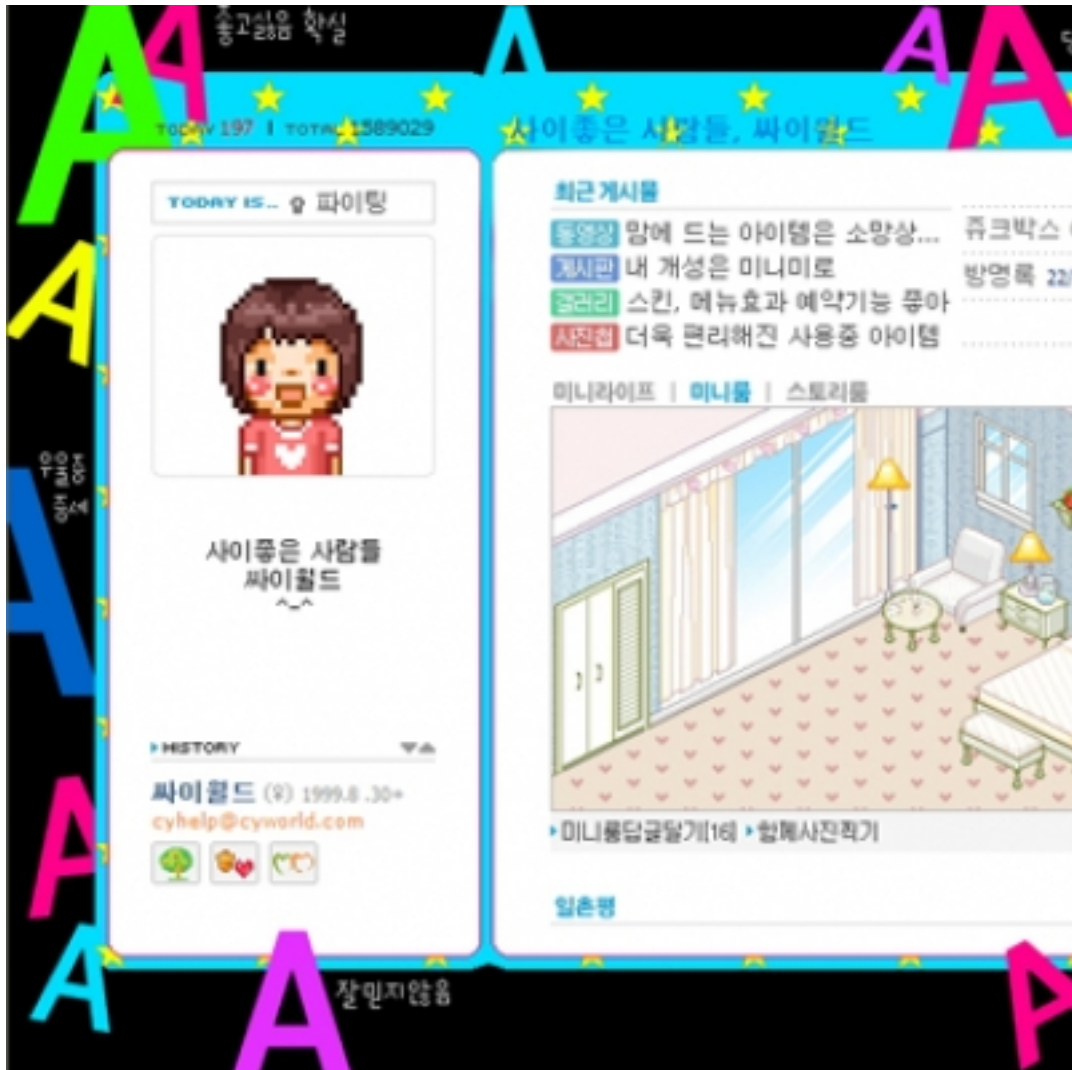 좋고싫음 확실
A
A
A
A
A
TODAY 197 | TOTAL 1589029
사이좋은 사람들, 싸이월드
TODAY IS.. 파이팅
최근 게시물
동영상 맘에 드는 아이템은 소망상...
게시판 내 개성은 미니미로
갤러리 스킨, 메뉴효과 예약기능 좋아
사진첩 더욱 편리해진 사용중 아이템
쥬크박스
방명록 22/
A
미니라이프 | 미니룸 | 스토리룸
우울증
증세
A
사이좋은 사람들
싸이월드
^_^
HISTORY
싸이월드 (우) 1999.8 .30+
cyhelp@cyworld.com
미니룸답글달기[16] 함께사진찍기
A
일촌평
A
A
A
잘믿지않음